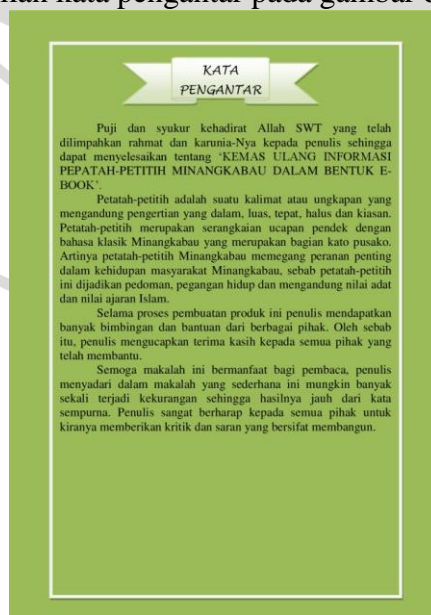 kata pengantar pada gambar
KATA
PENGANTAR
Puji dan syukur kehadirat Allah SWT yang telah
dilimpahkan rahmat dan karunia-Nya kepada penulis sehingga
dapat menyelesaikan tentang ‘KEMAS ULANG INFORMASI
PEPATAH-PETITIH MINANGKABAU DALAM BENTUK E-
BOOK’.
Petatah-petitih adalah suatu kalimat atau ungkapan yang
mengandung pengertian yang dalam, luas, tepat, halus dan kiasan.
Petatah-petitih merupakan serangkaian ucapan pendek dengan
bahasa klasik Minangkabau yang merupakan bagian kato pusako.
Artinya petatah-petitih Minangkabau memegang peranan penting
dalam kehidupan masyarakat Minangkabau, sebab petatah-petitih
ini dijadikan pedoman, pegangan hidup dan mengandung nilai adat
dan nilai ajaran Islam.
Selama proses pembuatan produk ini penulis mendapatkan
banyak bimbingan dan bantuan dari berbagai pihak. Oleh sebab
itu, penulis mengucapkan terima kasih kepada semua pihak yang
telah membantu.
Semoga makalah ini bermanfaat bagi pembaca, penulis
menyadari dalam makalah yang sederhana ini mungkin banyak
sekali terjadi kekurangan sehingga hasilnya jauh dari kata
sempurna. Penulis sangat berharap kepada semua pihak untuk
kiranya memberikan kritik dan saran yang bersifat membangun.